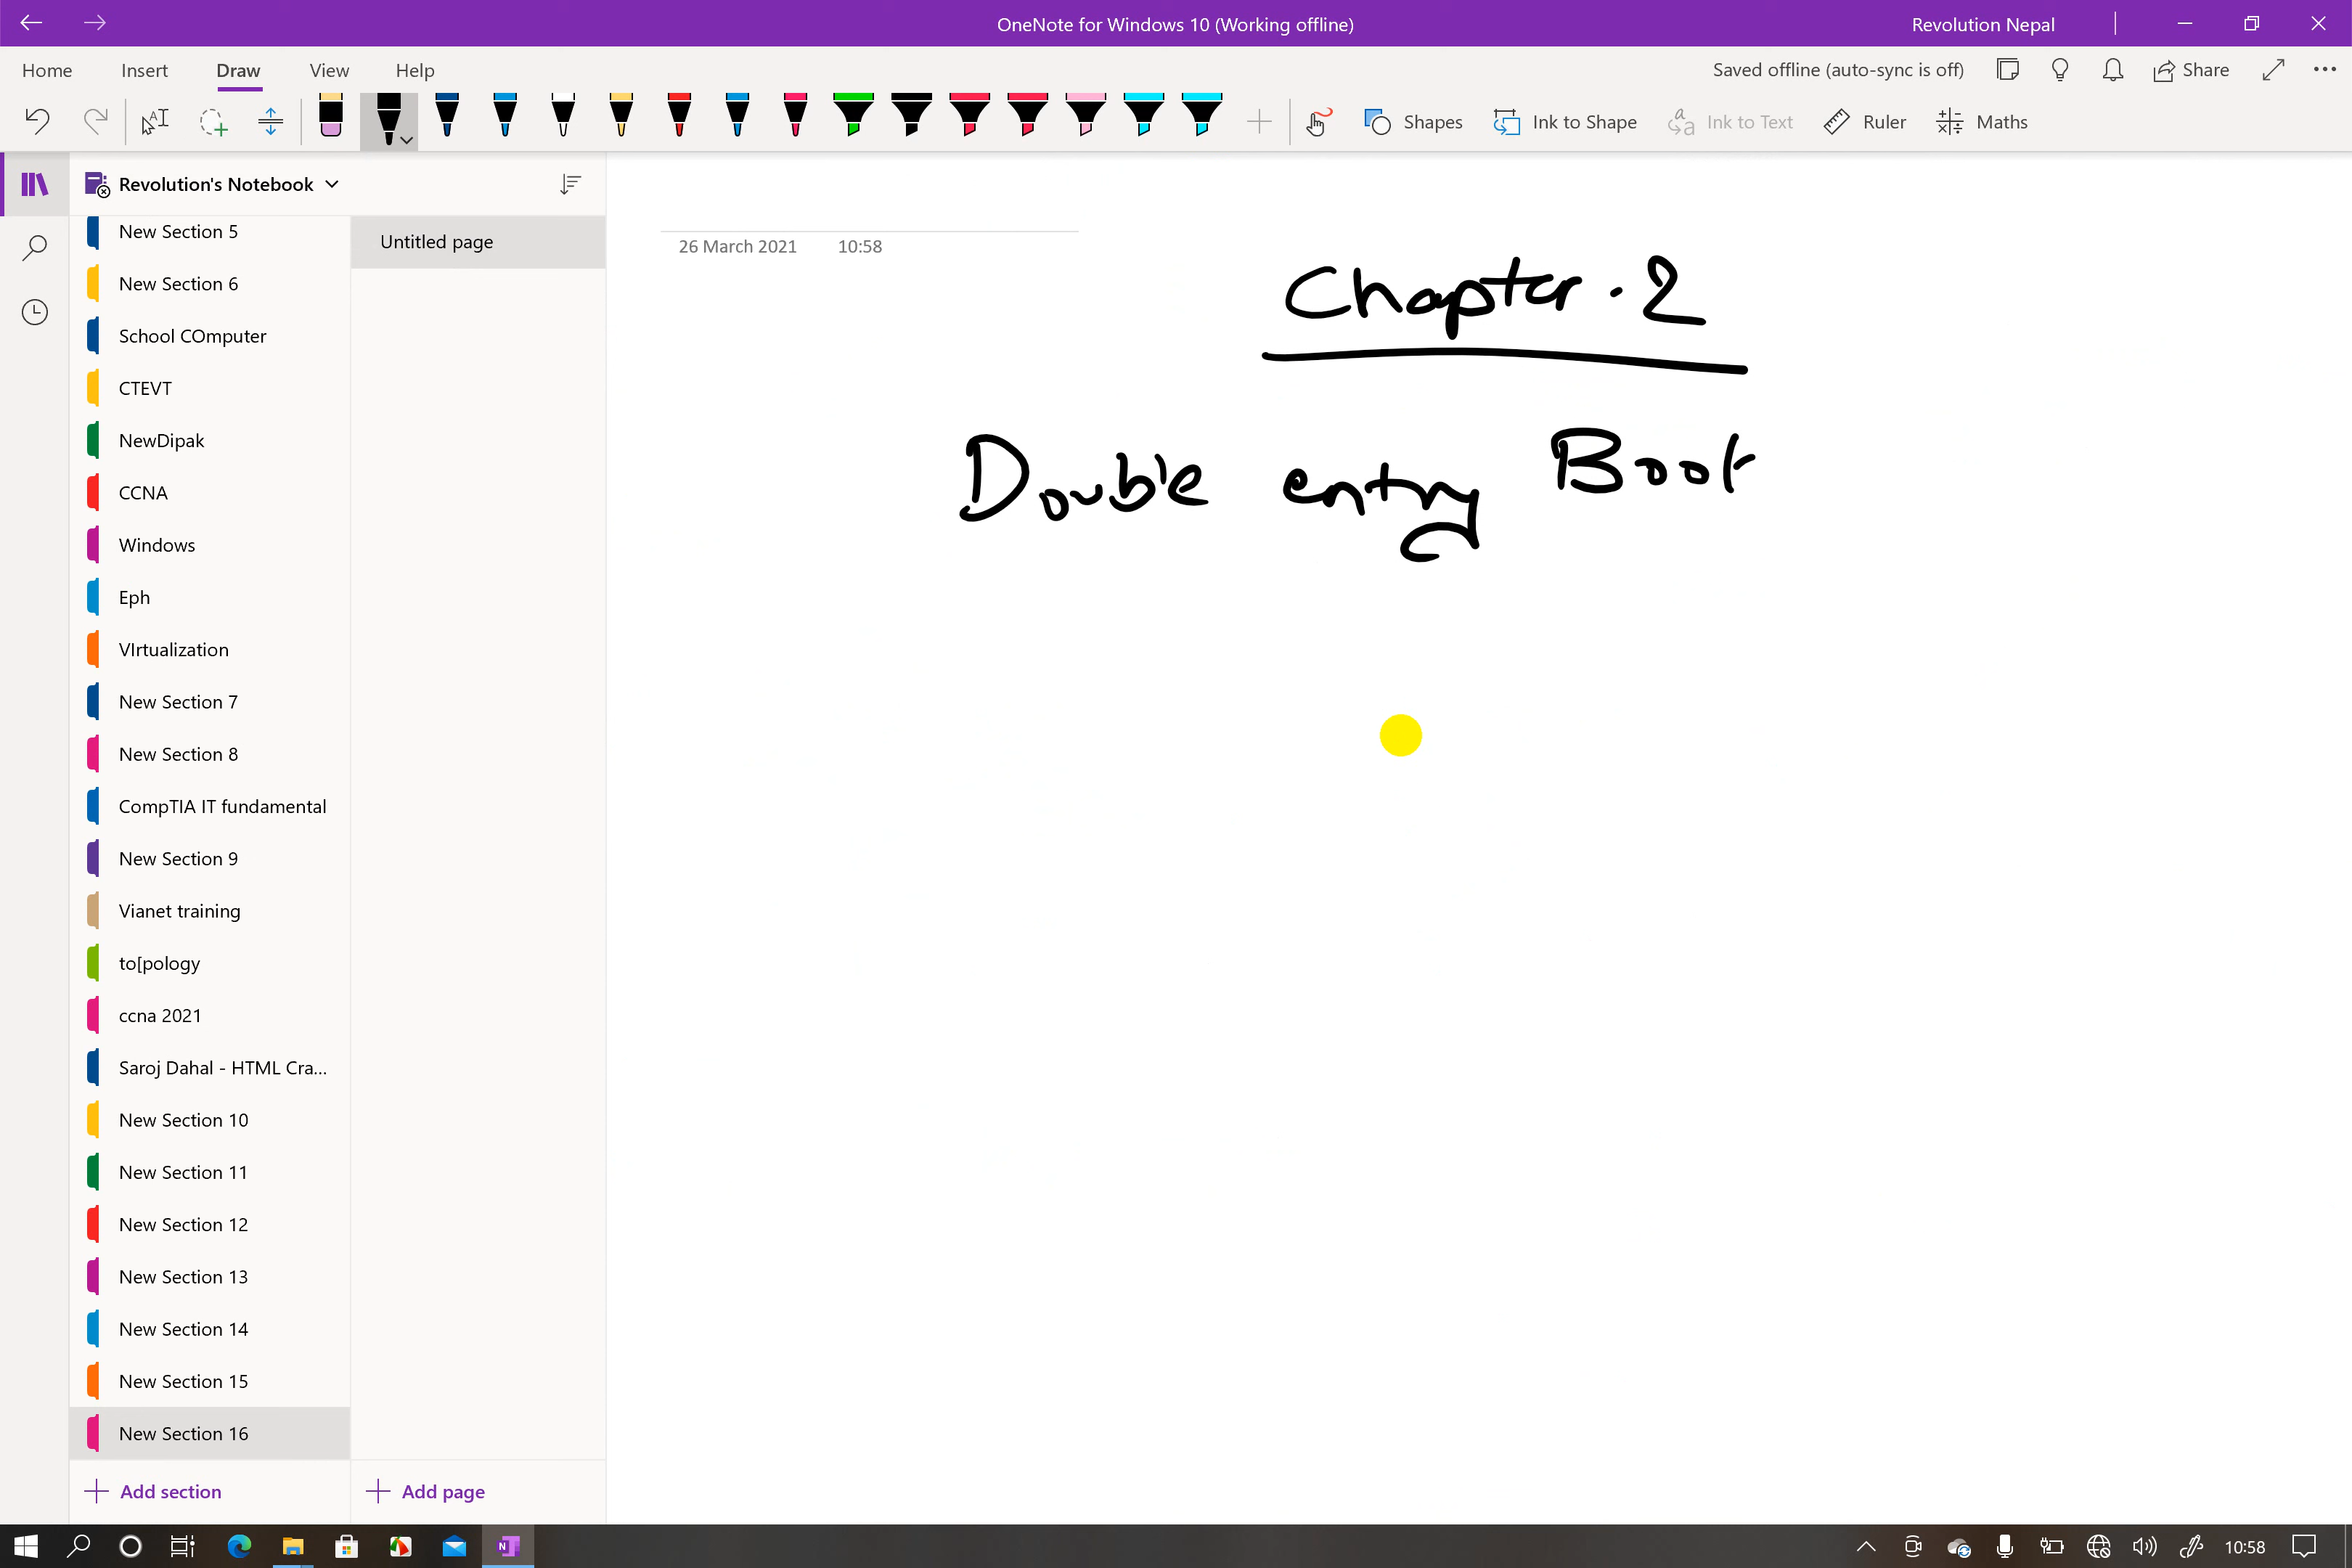 OneNote for Windows 10 (Working offline)
Revolution Nepal
Home Insert Draw View Help
Saved offline (auto-sync is off)
Share
Shapes
Ink to Shape
Ink to Text
Ruler
Maths
Revolution's Notebook
New Section 5
New Section 6
School COmputer
CTEVT
NewDipak
CCNA
Windows
Eph
VIrtualization
New Section 7
New Section 8
CompTIA IT fundamental
New Section 9
Vianet training
to[pology
ccna 2021
Saroj Dahal - HTML Cra...
New Section 10
New Section 11
New Section 12
New Section 13
New Section 14
New Section 15
New Section 16
Add section
Untitled page
Add page
26 March 2021 10:58
Chapter . 2
Double entry Book
10:58